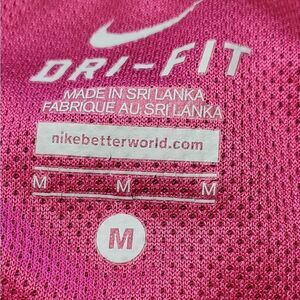 DRI-FIT
MADE IN SRI LANKA
FABRIQUE AU SRI LANKA
nikebetterworld.com
M M M
M